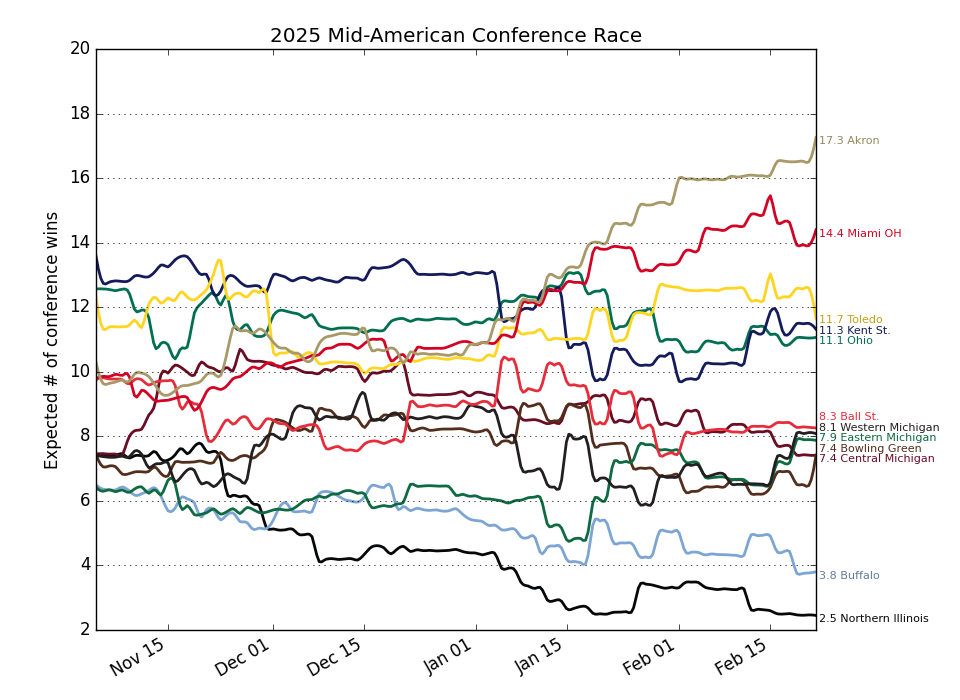 2025 Mid-American Conference Race
Expected # of conference wins
20
18
16
14
12
10
8
6
4
2
17.3 Akron
14.4 Miami OH
11.7 Toledo
11.3 Kent St.
11.1 Ohio
8.3 Ball St.
8.1 Western Michigan
7.9 Eastern Michigan
7.4 Bowling Green
7.4 Central Michigan
3.8 Buffalo
2.5 Northern Illinois
Nov 15
Dec 01
Dec 15
Jan 01
Jan 15
Feb 01
Feb 15